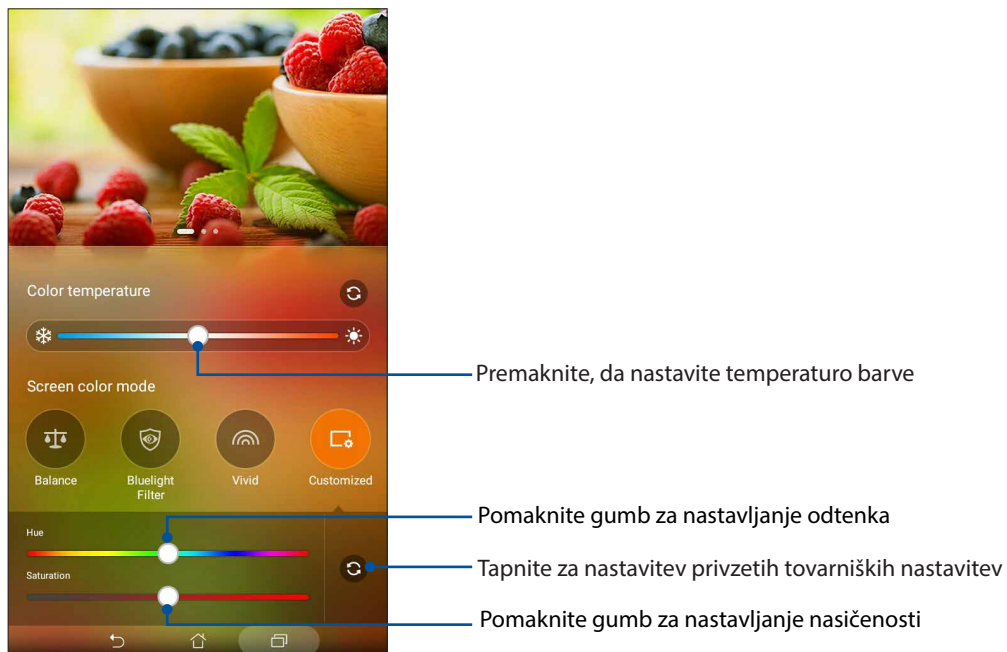 Color temperature
Premaknite, da nastavite temperaturo barve
Screen color mode
Balance
Bluelight
Filter
Vivid
Customized
Hue
Pomaknite gumb za nastavljanje odtenka
Tapnite za nastavitev privzetih tovarniških nastavitev
Saturation
Pomaknite gumb za nastavljanje nasičenosti